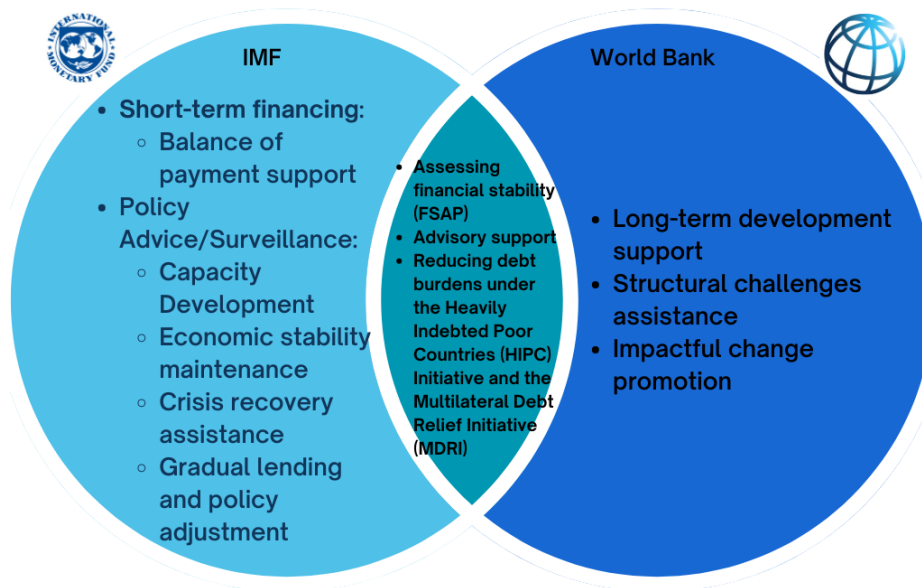 INTERNATIONAL
MONETARY FUND
IMF
World Bank
• Short-term financing:
○ Balance of
payment support
• Policy
Advice/Surveillance:
○ Capacity
Development
○ Economic stability
maintenance
○ Crisis recovery
assistance
○ Gradual lending
and policy
adjustment
• Assessing
financial stability
(FSAP)
• Advisory support
• Reducing debt
burdens under
the Heavily
Indebted Poor
Countries (HIPC)
Initiative and the
Multilateral Debt
Relief Initiative
(MDRI)
• Long-term development
support
• Structural challenges
assistance
• Impactful change
promotion